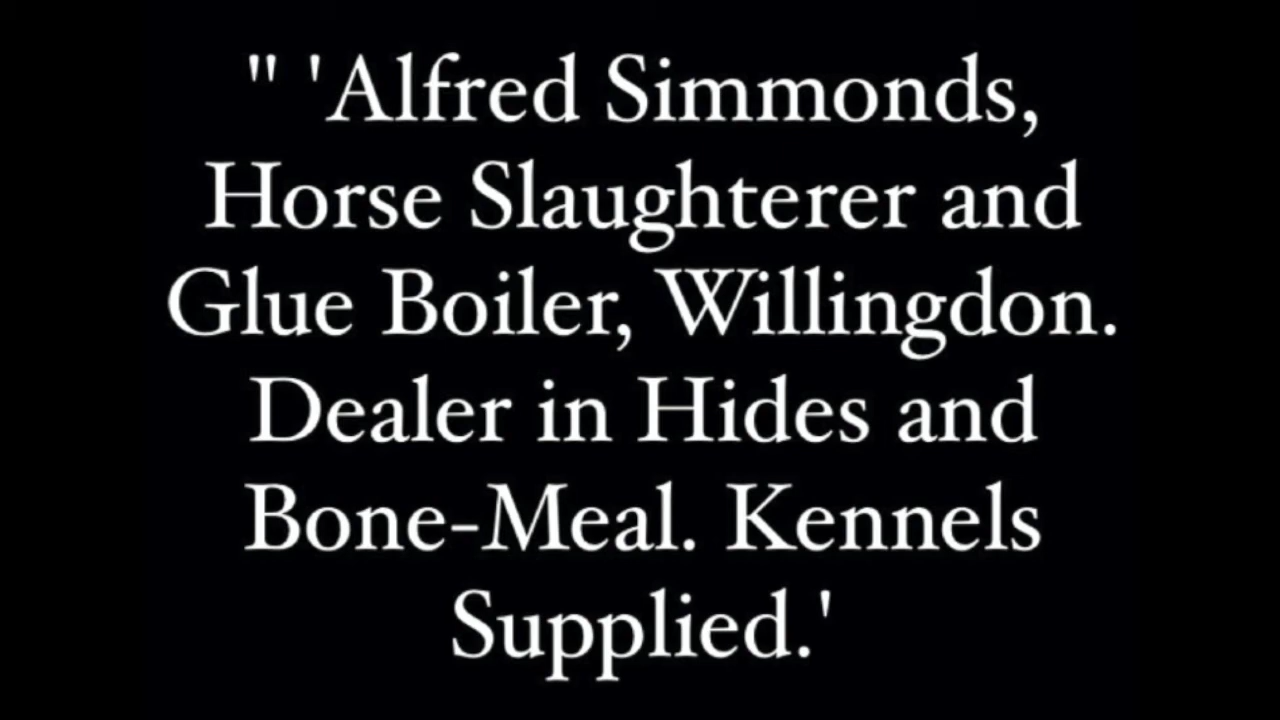 " 'Alfred Simmonds,
Horse Slaughterer and
Glue Boiler, Willingdon.
Dealer in Hides and
Bone-Meal. Kennels
Supplied.'